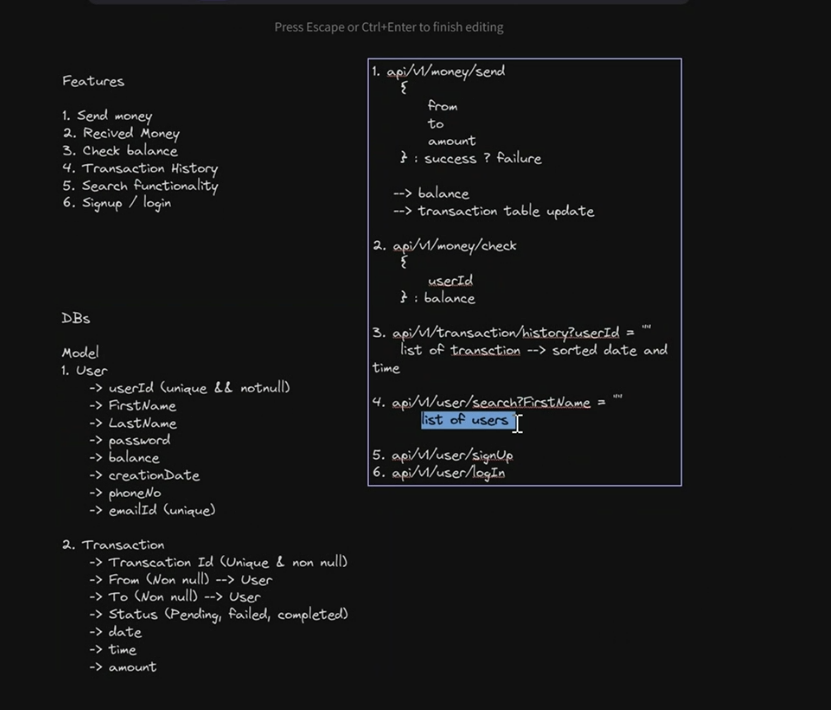 Press Escape or Ctrl+Enter to finish editing
Features
1. Send money
2. Recived Money
3. Check balance
4. Transaction History
5. Search functionality
6. Signup / login
DBs
Model
1. User
-> userId (unique && notnull)
-> FirstName
-> LastName
-> password
-> balance
-> creationDate
-> phoneNo
-> emailId (unique)
2. Transaction
-> Transcation Id (Unique & non null)
-> From (Non null) --> User
-> To (Non null) --> User
-> Status (Pending, failed, completed)
-> date
-> time
-> amount
1. api/v1/money/send
{
from
to
amount
} : success ? failure
--> balance
--> transaction table update
2. api/v1/money/check
{
userId
} : balance
3. api/v1/transaction/history?userId = ""
list of transction --> sorted date and
time
4. api/v1/user/search?FirstName = ""
list of users
5. api/v1/user/signUp
6. api/v1/user/logIn